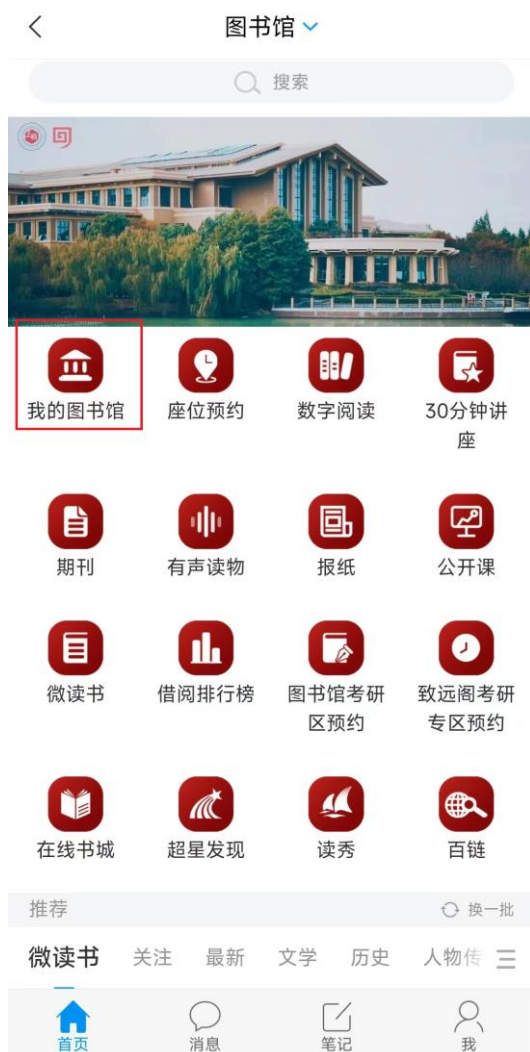 图书馆
搜索
我的图书馆
座位预约
数字阅读
30分钟讲
座
期刊
有声读物
报纸
公开课
微读书
借阅排行榜
图书馆考研
区预约
致远阁考研
专区预约
在线书城
超星发现
读秀
百链
推荐
换一批
微读书
关注
最新
文学
历史
人物传
首页
消息
笔记
我